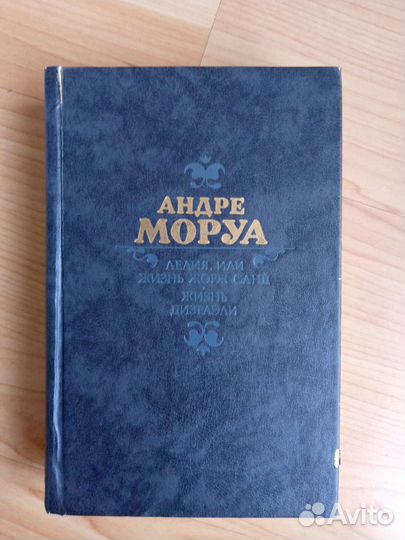 АНДРЕ
МОРУА
ЛЕЛИЯ, ИЛИ
ЖИЗНЬ ЖОРЖ САНД
ЖИЗНЬ
ДИЗРАЭЛИ
Avito